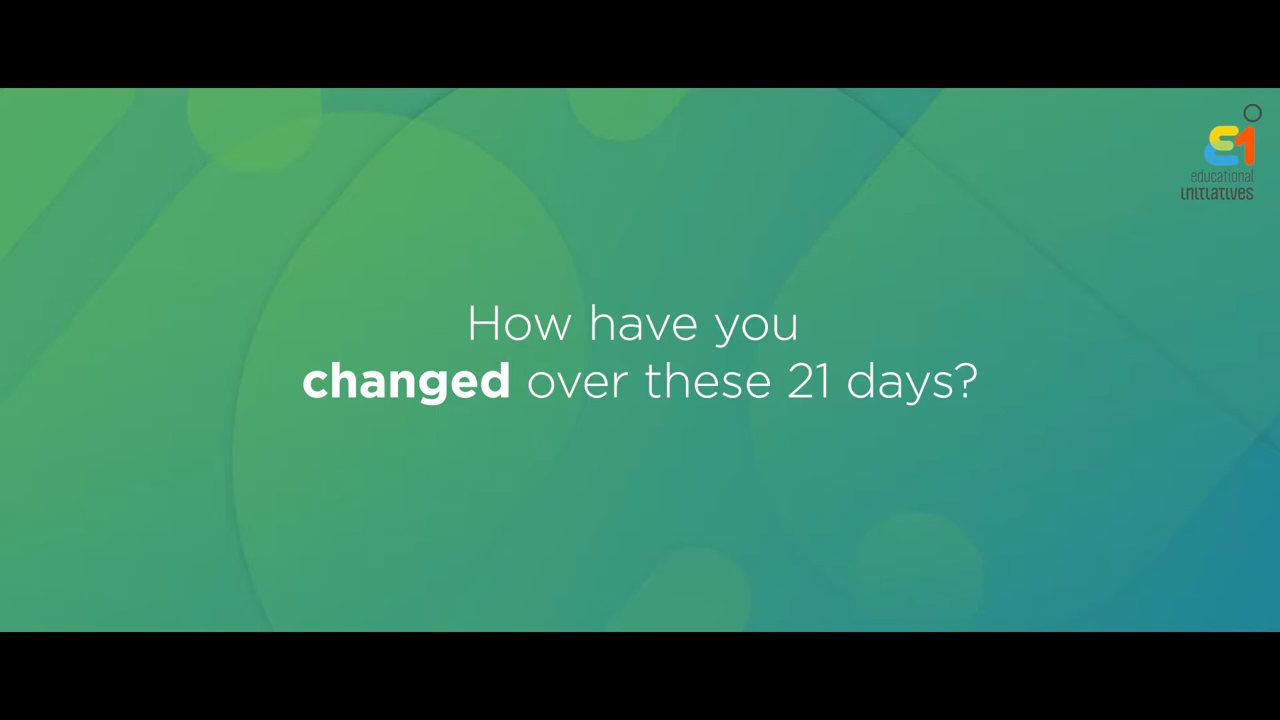 How have you
changed over these 21 days?
educational
INITIATIVES